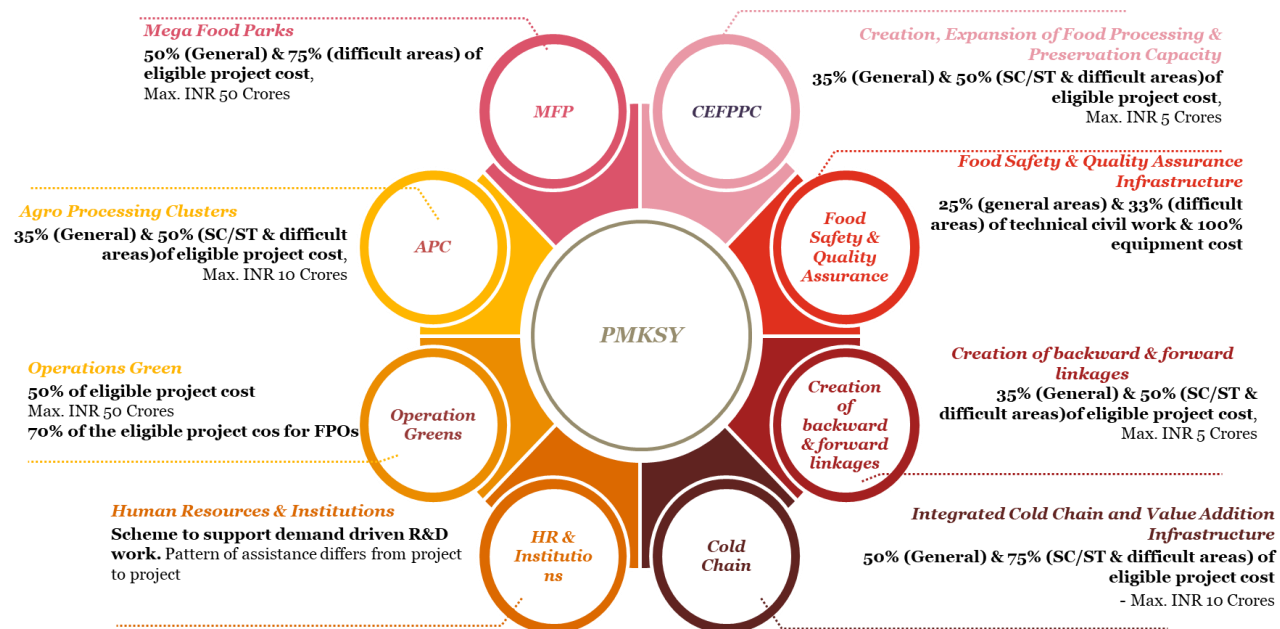 Mega Food Parks
50% (General) & 75% (difficult areas) of
eligible project cost,
Max. INR 50 Crores
MFP
CEFPPC
Creation, Expansion of Food Processing &
Preservation Capacity
35% (General) & 50% (SC/ST & difficult areas)of
eligible project cost,
Max. INR 5 Crores
Agro Processing Clusters
35% (General) & 50% (SC/ST & difficult
areas)of eligible project cost,
Max. INR 10 Crores
APC
Food
Safety &
Quality
Assurance
Food Safety & Quality Assurance
Infrastructure
25% (general areas) & 33% (difficult
areas) of technical civil work & 100%
equipment cost
PMKSY
Operations Green
50% of eligible project cost
Max. INR 50 Crores
70% of the eligible project cos for FPOs
Operation
Greens
Creation
of
backward
& forward
linkages
Creation of backward & forward
linkages
35% (General) & 50% (SC/ST &
difficult areas)of eligible project cost,
Max. INR 5 Crores
Human Resources & Institutions
Scheme to support demand driven R&D
work. Pattern of assistance differs from project
to project
HR &
Institutio
ns
Cold
Chain
Integrated Cold Chain and Value Addition
Infrastructure
50% (General) & 75% (SC/ST & difficult areas) of
eligible project cost
- Max. INR 10 Crores